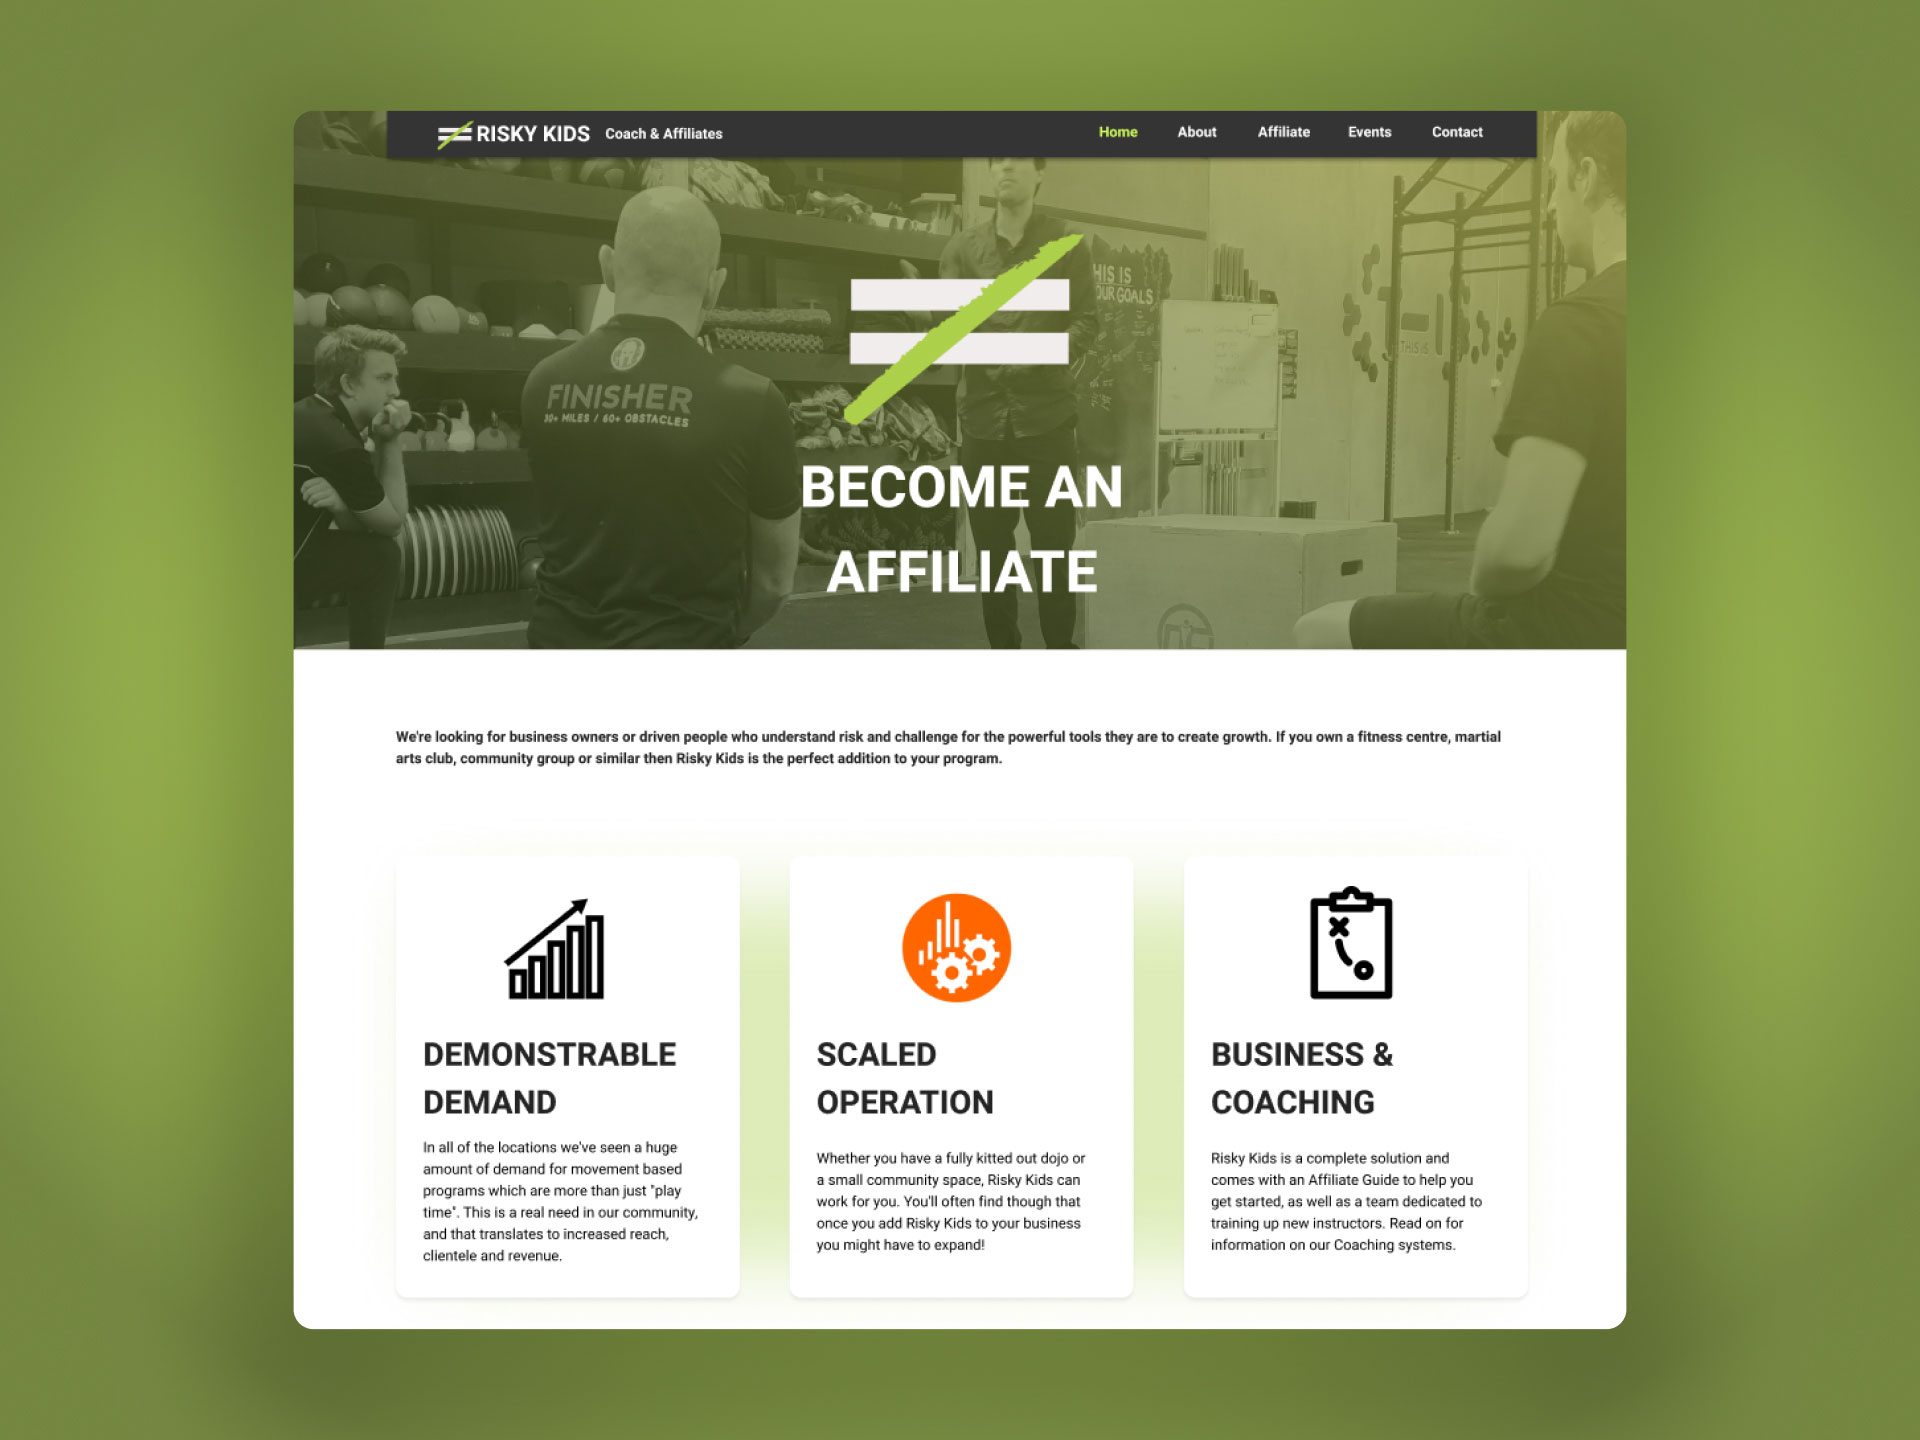 RISKY KIDS Coach & Affiliates
Home About Affiliate Events Contact
THIS IS
OUR GOALS
THIS IS
FINISHER
30+ MILES / 60+ OBSTACLES
BECOME AN
AFFILIATE
We're looking for business owners or driven people who understand risk and challenge for the powerful tools they are to create growth. If you own a fitness centre, martial
arts club, community group or similar then Risky Kids is the perfect addition to your program.
DEMONSTRABLE
DEMAND
In all of the locations we've seen a huge
amount of demand for movement based
programs which are more than just "play
time". This is a real need in our community,
and that translates to increased reach,
clientele and revenue.
SCALED
OPERATION
Whether you have a fully kitted out dojo or
a small community space, Risky Kids can
work for you. You'll often find though that
once you add Risky Kids to your business
you might have to expand!
BUSINESS &
COACHING
Risky Kids is a complete solution and
comes with an Affiliate Guide to help you
get started, as well as a team dedicated to
training up new instructors. Read on for
information on our Coaching systems.